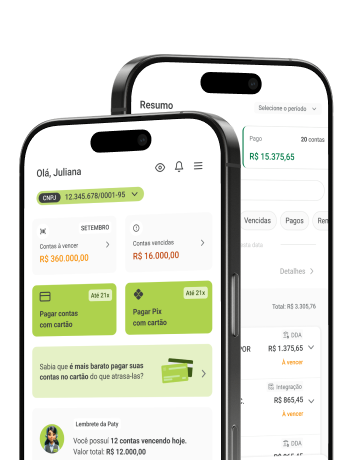 Resumo
Selecione o período
Pago
20 contas
R$ 15.375,65
Vencidas
Pagos
Detalhes
Total: R$ 3.305,76
DDA
R$ 1.375,65
À vencer
Integração
R$ 865,45
À vencer
DDA
Olá, Juliana
CNPJ 12.345.678/0001-95
SETEMBRO
Contas à vencer
R$ 360.000,00
Contas vencidas
R$ 16.000,00
Até 21x
Pagar contas
com cartão
Até 21x
Pagar Pix
com cartão
Sabia que é mais barato pagar suas
contas no cartão do que atrasa-las?
Lembrete da Paty
Você possui 12 contas vencendo hoje.
Valor total: R$ 12.000,00